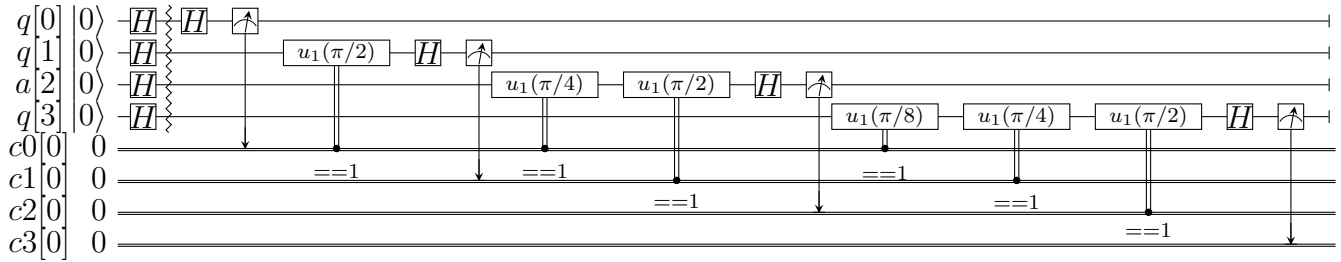 q[0] |0⟩ H H
q[1] |0⟩ H u₁(π/2) H
a[2] |0⟩ H u₁(π/4) u₁(π/2) H
q[3] |0⟩ H u₁(π/8) u₁(π/4) u₁(π/2) H
c0[0] 0
==1 ==1 ==1
c1[0] 0
==1 ==1
c2[0] 0
==1
c3[0] 0